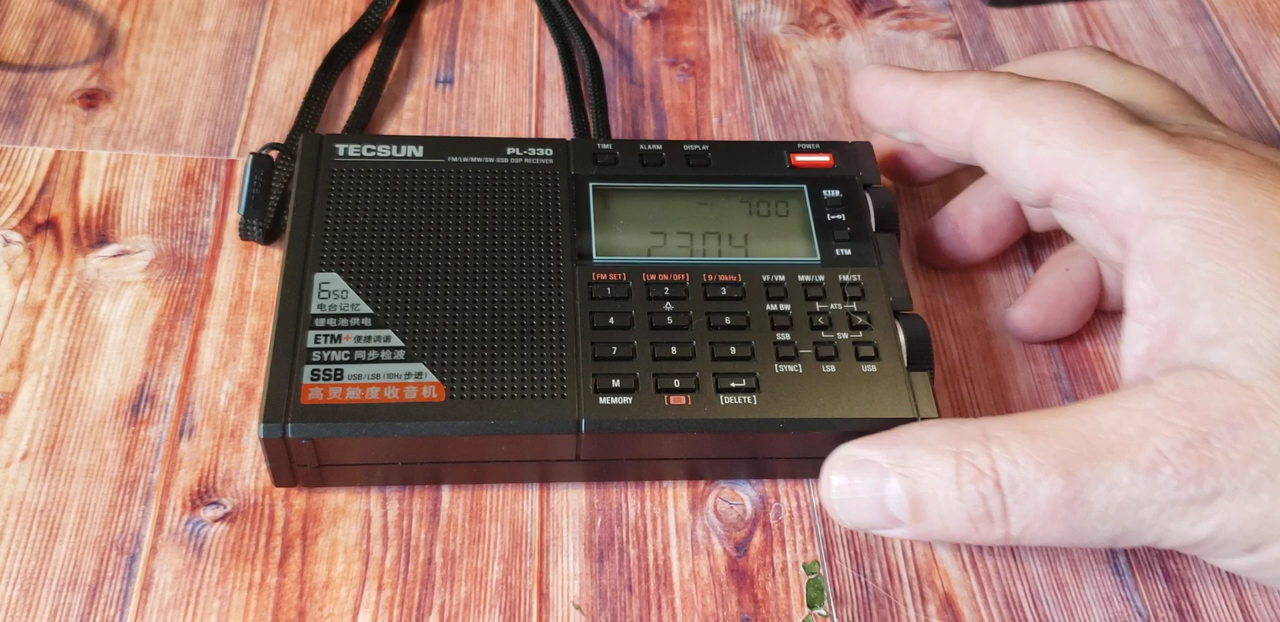 TECSUN
PL-330
FM/LW/MW/SW-SSB DSP RECEIVER
TIME ALARM DISPLAY POWER
700
2304
STEP
ETM
[FM SET] [LW ON/OFF] [9/10kHz] VF/VM MW/LW FM/ST.
1 2 3
AM BW ATS
4 5 6 < >
SSB SW
7 8 9
[SYNC] LSB USB
M 0
MEMORY [DELETE]
650
电台记忆
锂电池供电
ETM+ 便捷调谐
SYNC 同步检波
SSB USB/LSB (10Hz 步进)
高灵敏度收音机